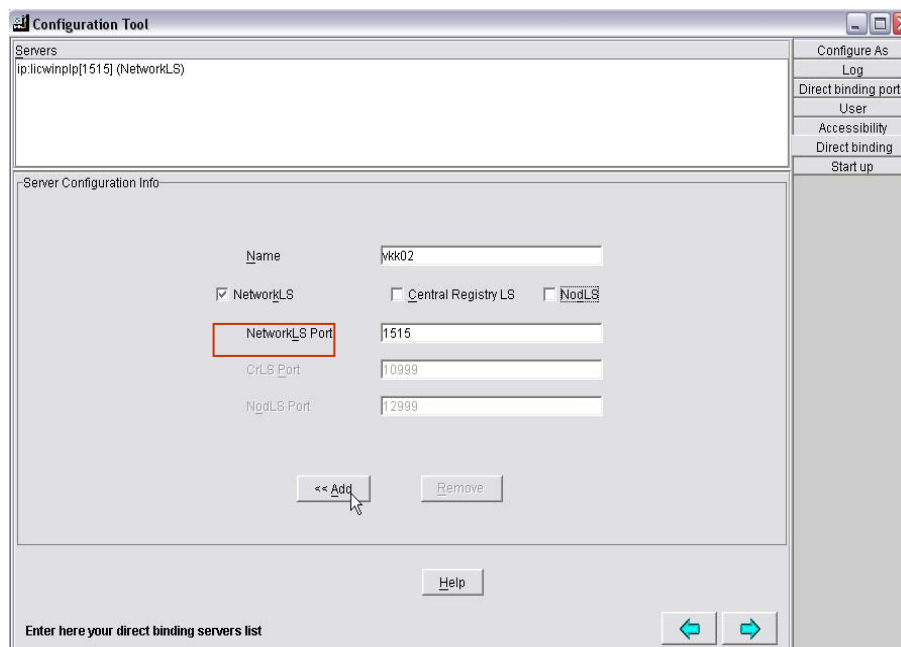 Configuration Tool
Servers
ip:licwinplp[1515] (NetworkLS)
Configure As
Log
Direct binding port
User
Accessibility
Direct binding
Start up
Server Configuration Info
Name
vkk02
NetworkLS
Central Registry LS
NodLS
NetworkLS Port
1515
CrLS Port
10999
NodLS Port
12999
<< Add
Remove
Help
Enter here your direct binding servers list